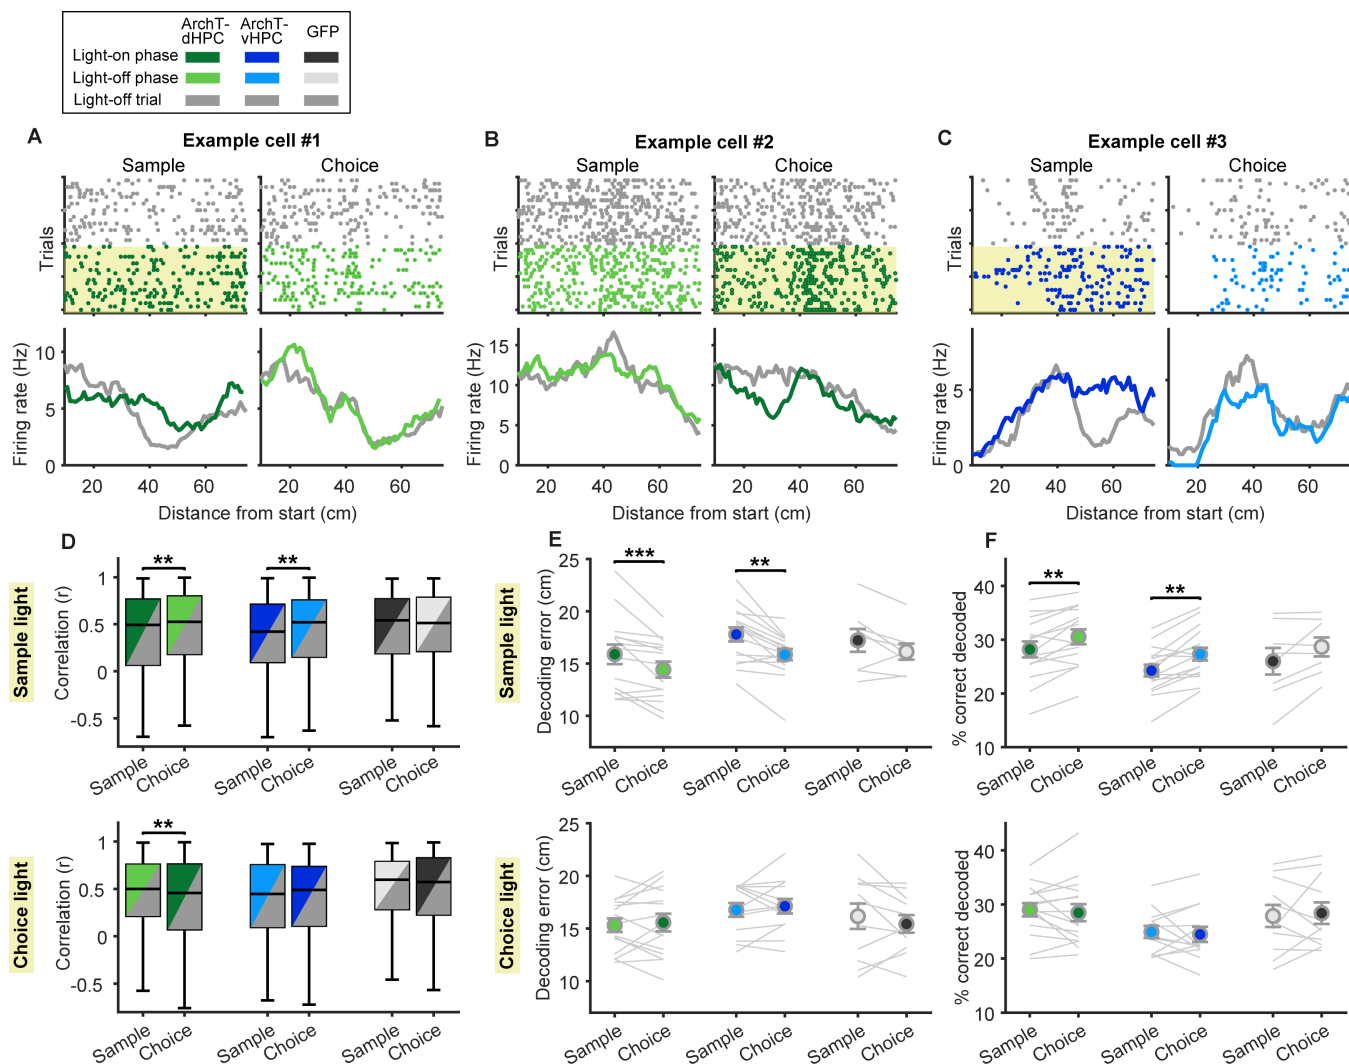 ArchT-dHPC ArchT-vHPC GFP
Light-on phase
Light-off phase
Light-off trial
A
Example cell #1
Sample Choice
Trials
Firing rate (Hz)
10
5
0
20 40 60 20 40 60
Distance from start (cm)
B
Example cell #2
Sample Choice
15
10
5
0
Firing rate (Hz)
20 40 60 20 40 60
Distance from start (cm)
C
Example cell #3
Sample Choice
Trials
Firing rate (Hz)
5
0
20 40 60 20 40 60
Distance from start (cm)
D
Sample light
Correlation (r)
1
0.5
0
-0.5
** **
Sample Choice Sample Choice Sample Choice
Choice light
Correlation (r)
1
0.5
0
-0.5
**
Sample Choice Sample Choice Sample Choice
E
Sample light
Decoding error (cm)
25
20
15
10
*** **
Sample Choice Sample Choice Sample Choice
Choice light
Decoding error (cm)
25
20
15
10
Sample Choice Sample Choice Sample Choice
F
% correct decoded
40
30
20
10
** **
Sample Choice Sample Choice Sample Choice
% correct decoded
40
30
20
10
Sample Choice Sample Choice Sample Choice